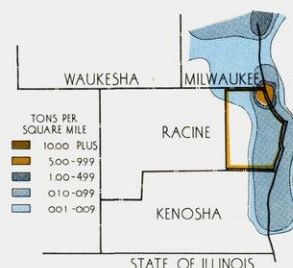 WAUKESHA
MILWAUKEE
TONS PER
SQUARE MILE
10.00 PLUS
5.00-9.99
1.00-4.99
0.10-0.99
0.01-0.09
RACINE
KENOSHA
STATE OF ILLINOIS